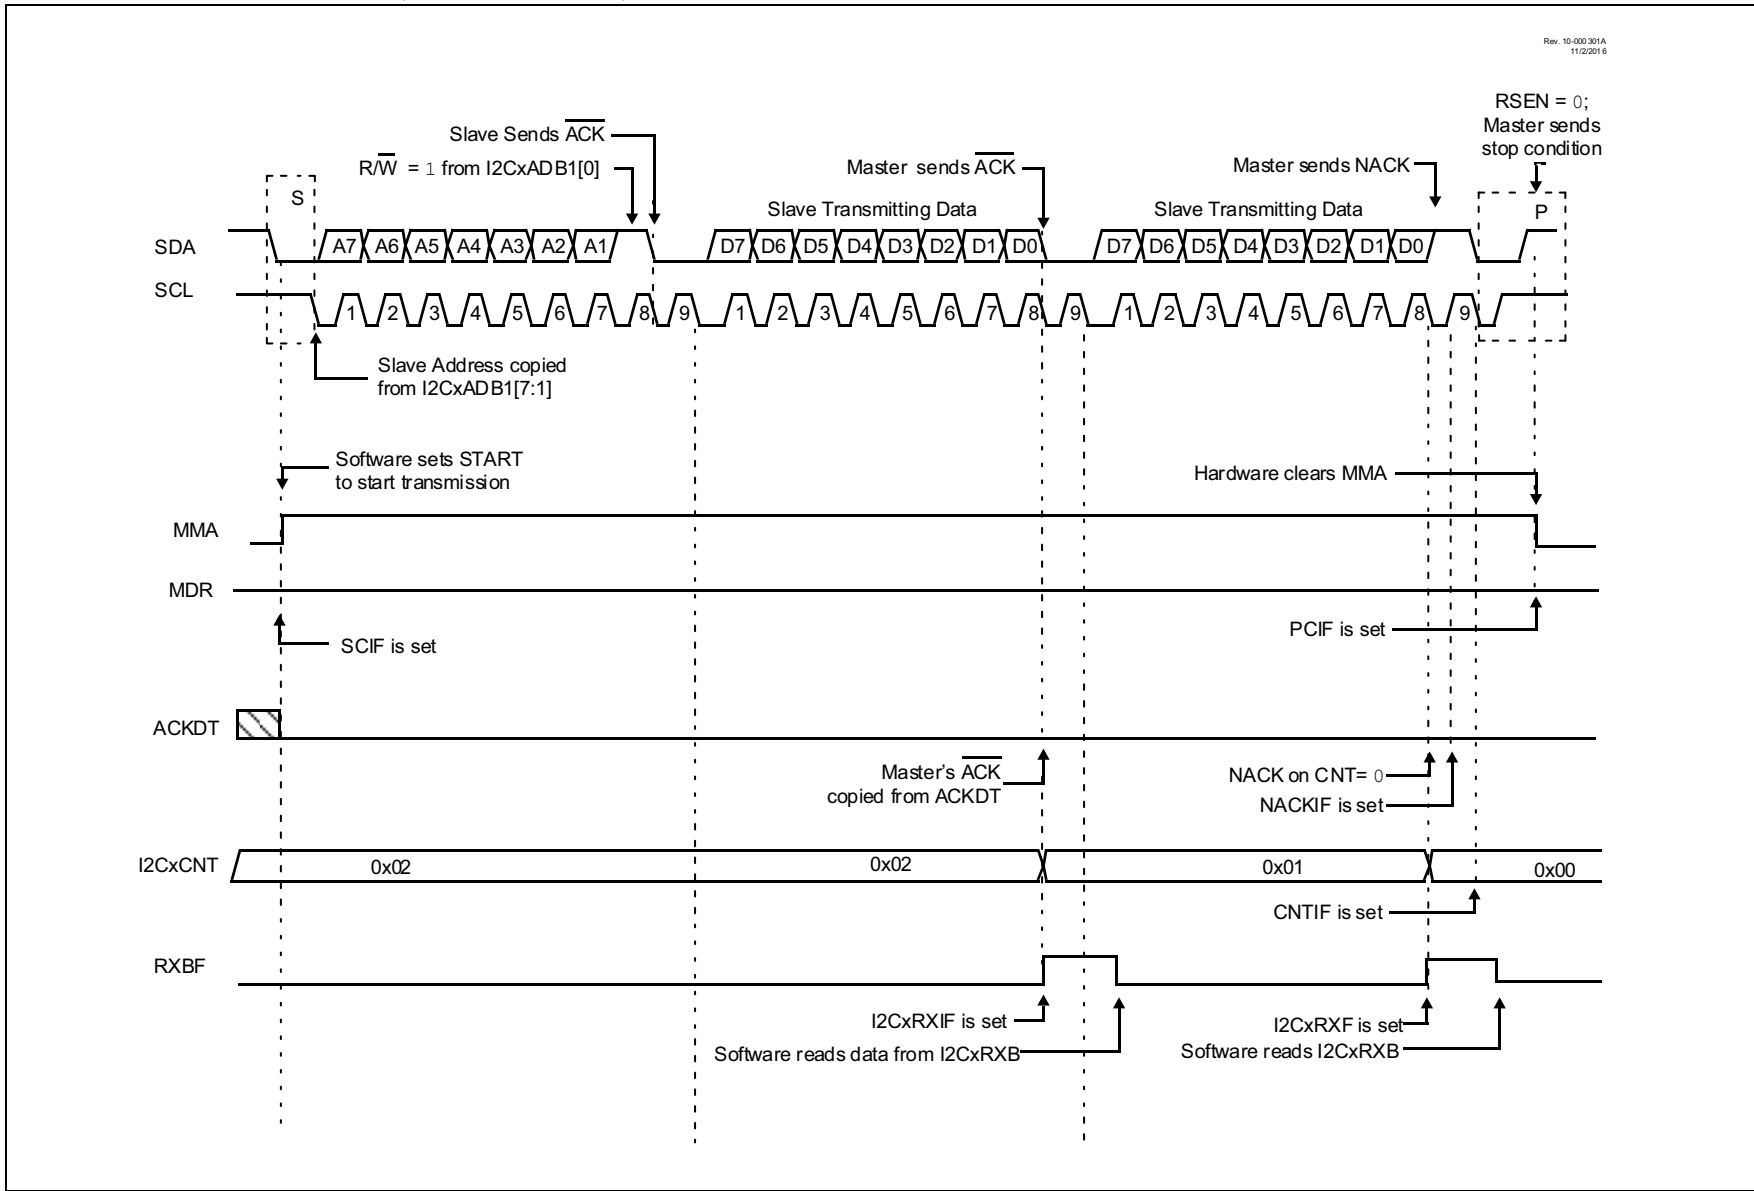 Rev. 10-000301A
11/2/2016
RSEN = 0;
Master sends
stop condition
Slave Sends ACK
R/W = 1 from I2CxADB1[0]
Master sends ACK
Master sends NACK
S
Slave Transmitting Data
Slave Transmitting Data
P
SDA
A7 A6 A5 A4 A3 A2 A1
D7 D6 D5 D4 D3 D2 D1 D0
D7 D6 D5 D4 D3 D2 D1 D0
SCL
1 2 3 4 5 6 7 8 9
1 2 3 4 5 6 7 8 9
1 2 3 4 5 6 7 8 9
Slave Address copied
from I2CxADB1[7:1]
Software sets START
to start transmission
Hardware clears MMA
MMA
MDR
SCIF is set
PCIF is set
ACKDT
Master's ACK
copied from ACKDT
NACK on CNT= 0
NACKIF is set
I2CxCNT
0x02
0x02
0x01
0x00
CNTIF is set
RXBF
I2CxRXIF is set
Software reads data from I2CxRXB
I2CxRXF is set
Software reads I2CxRXB